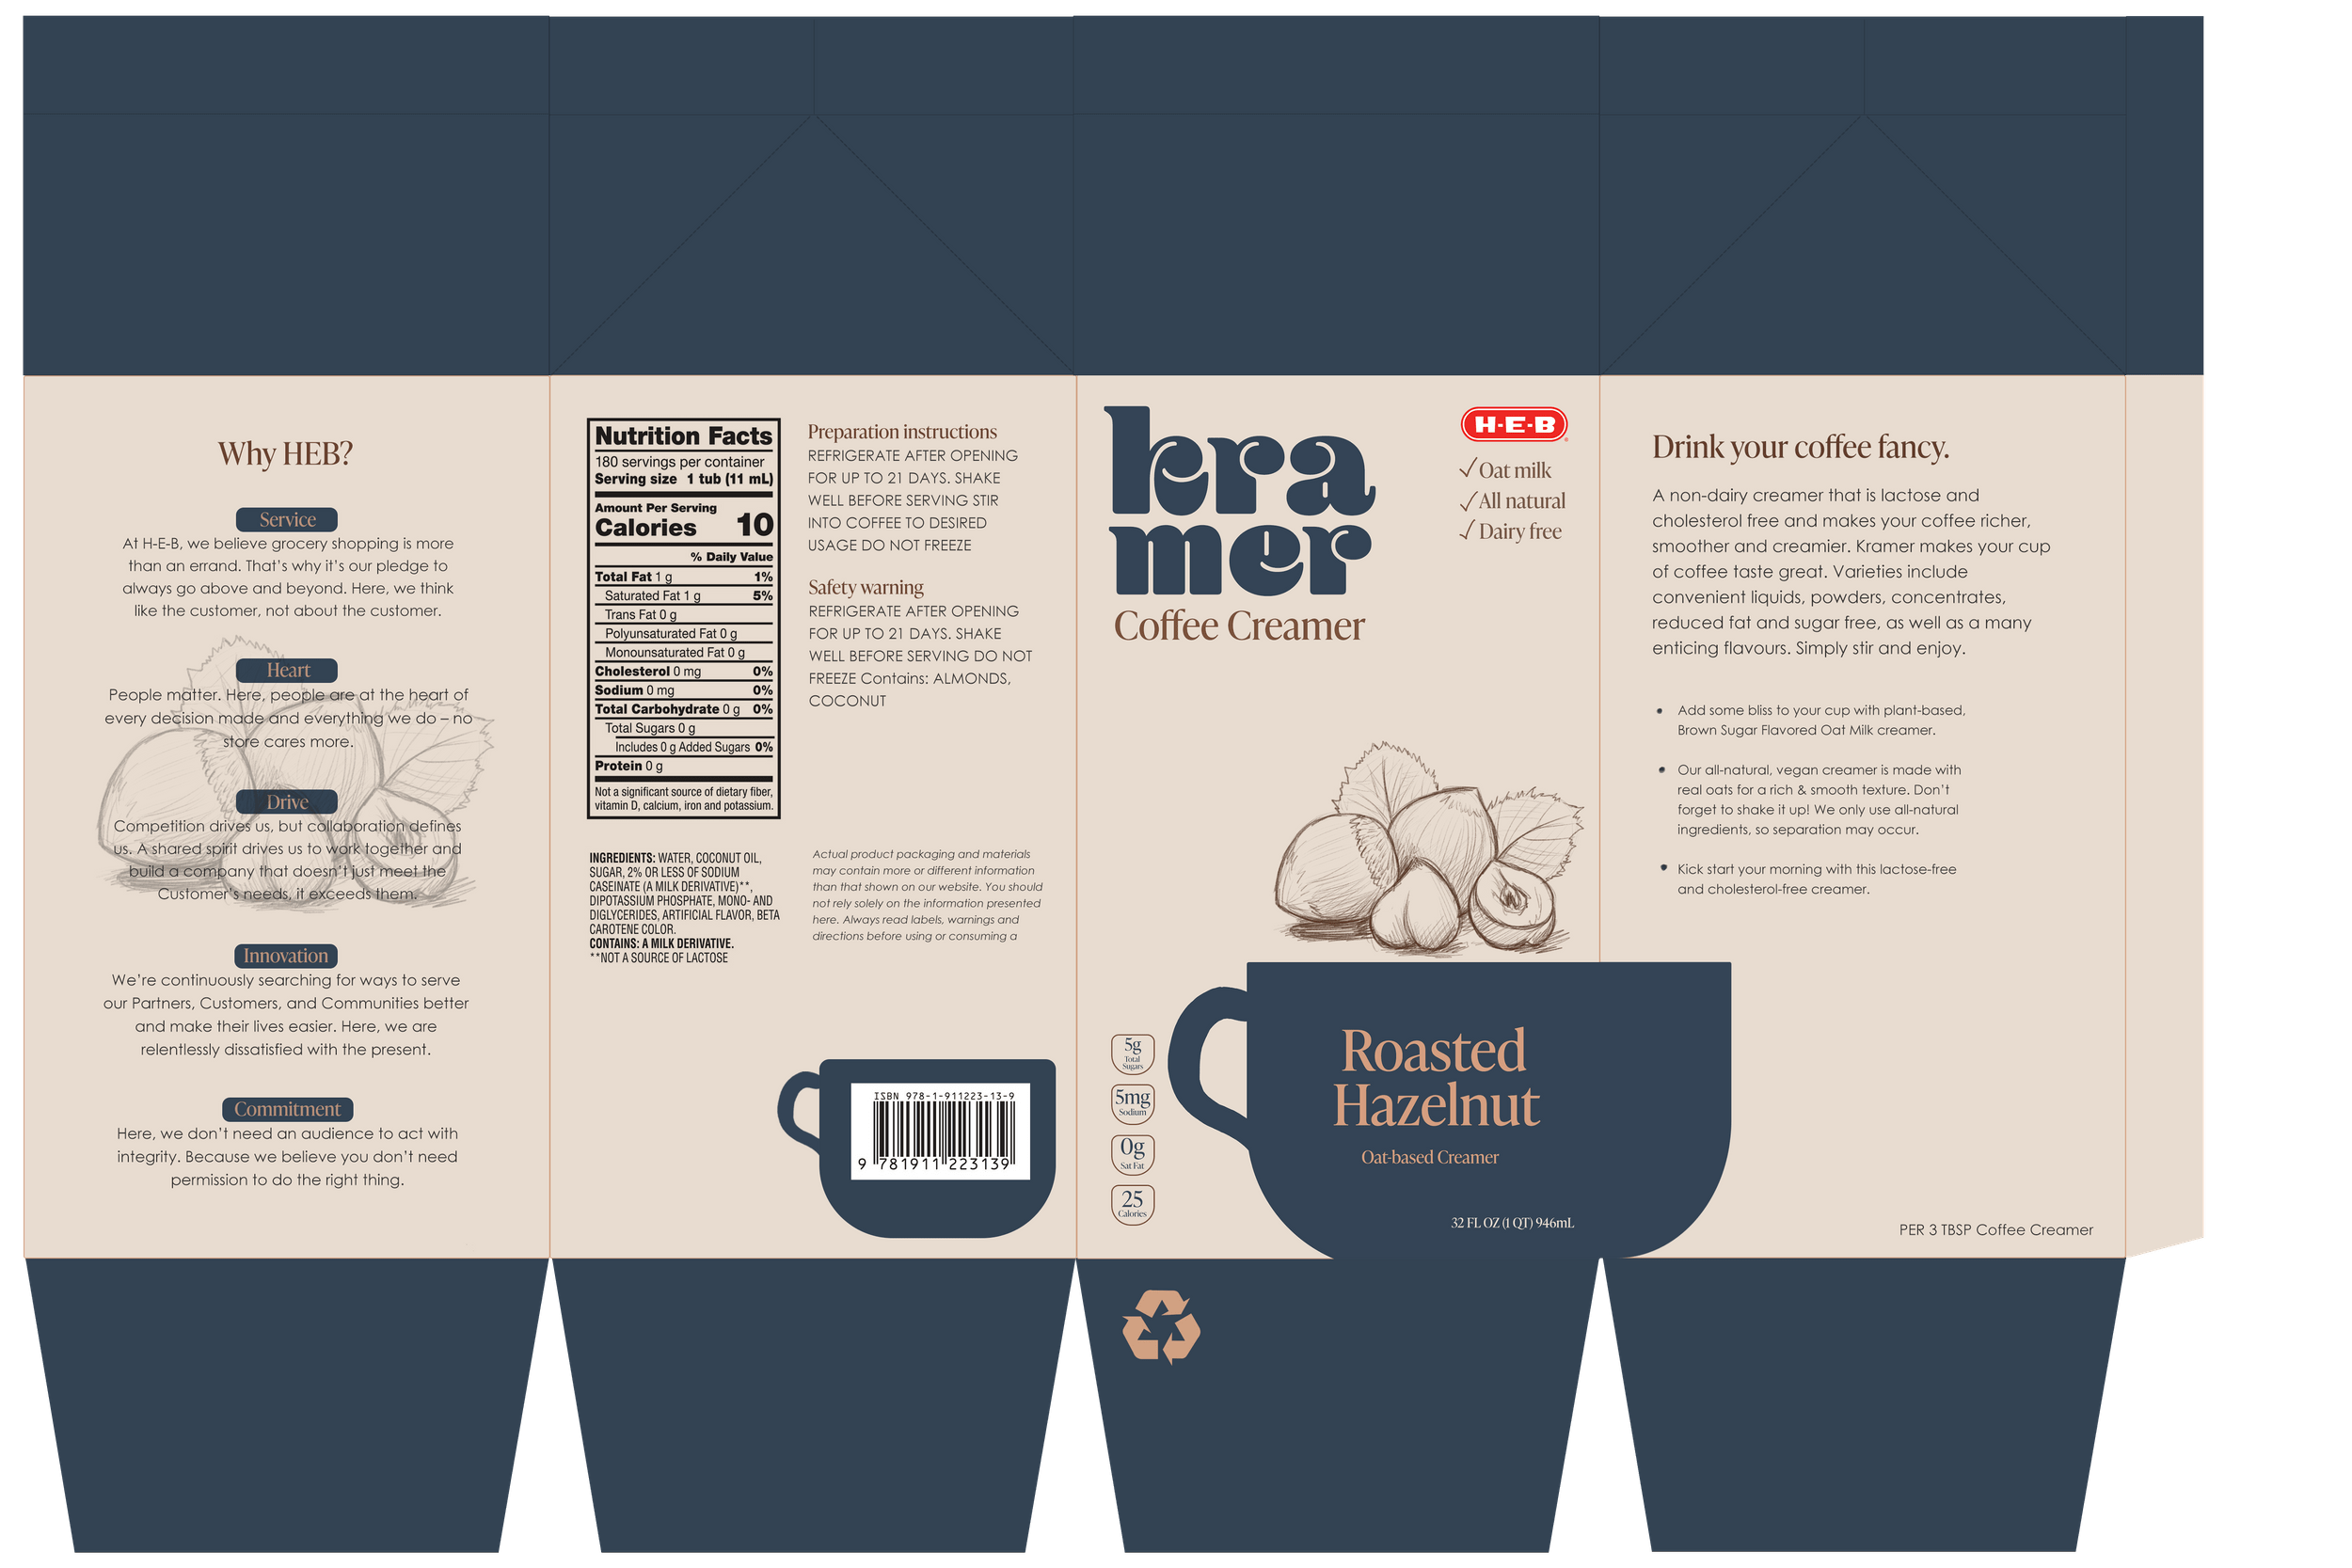 Why HEB?
Service
At H-E-B, we believe grocery shopping is more
than an errand. That's why it's our pledge to
always go above and beyond. Here, we think
like the customer, not about the customer.
Heart
People matter. Here, people are at the heart of
every decision made and everything we do – no
store cares more.
Drive
Competition drives us, but collaboration defines
us. A shared spirit drives us to work together and
build a company that doesn't just meet the
Customer's needs, it exceeds them.
Innovation
We're continuously searching for ways to serve
our Partners, Customers, and Communities better
and make their lives easier. Here, we are
relentlessly dissatisfied with the present.
Commitment
Here, we don't need an audience to act with
integrity. Because we believe you don't need
permission to do the right thing.
Nutrition Facts
180 servings per container
Serving size 1 tub (11 mL)
Amount Per Serving
Calories 10
% Daily Value
Total Fat 1 g 1%
Saturated Fat 1 g 5%
Trans Fat 0 g
Polyunsaturated Fat 0 g
Monounsaturated Fat 0 g
Cholesterol 0 mg 0%
Sodium 0 mg 0%
Total Carbohydrate 0 g 0%
Total Sugars 0 g
Includes 0 g Added Sugars 0%
Protein 0 g
Not a significant source of dietary fiber,
vitamin D, calcium, iron and potassium.
INGREDIENTS: WATER, COCONUT OIL,
SUGAR, 2% OR LESS OF SODIUM
CASEINATE (A MILK DERIVATIVE)**,
DIPOTASSIUM PHOSPHATE, MONO- AND
DIGLYCERIDES, ARTIFICIAL FLAVOR, BETA
CAROTENE COLOR.
CONTAINS: A MILK DERIVATIVE.
**NOT A SOURCE OF LACTOSE
Preparation instructions
REFRIGERATE AFTER OPENING
FOR UP TO 21 DAYS. SHAKE
WELL BEFORE SERVING STIR
INTO COFFEE TO DESIRED
USAGE DO NOT FREEZE
Safety warning
REFRIGERATE AFTER OPENING
FOR UP TO 21 DAYS. SHAKE
WELL BEFORE SERVING DO NOT
FREEZE Contains: ALMONDS,
COCONUT
Actual product packaging and materials
may contain more or different information
than that shown on our website. You should
not rely solely on the information presented
here. Always read labels, warnings and
directions before using or consuming a
ISBN 978-1-911223-13-9
9 781911 223139
kra
mer
Coffee Creamer
H-E-B
Oat milk
All natural
Dairy free
5g
Total
Sugars
5mg
Sodium
0g
Sat Fat
25
Calories
Roasted
Hazelnut
Oat-based Creamer
32 FL OZ (1 QT) 946mL
Drink your coffee fancy.
A non-dairy creamer that is lactose and
cholesterol free and makes your coffee richer,
smoother and creamier. Kramer makes your cup
of coffee taste great. Varieties include
convenient liquids, powders, concentrates,
reduced fat and sugar free, as well as a many
enticing flavours. Simply stir and enjoy.
Add some bliss to your cup with plant-based,
Brown Sugar Flavored Oat Milk creamer.
Our all-natural, vegan creamer is made with
real oats for a rich & smooth texture. Don't
forget to shake it up! We only use all-natural
ingredients, so separation may occur.
Kick start your morning with this lactose-free
and cholesterol-free creamer.
PER 3 TBSP Coffee Creamer